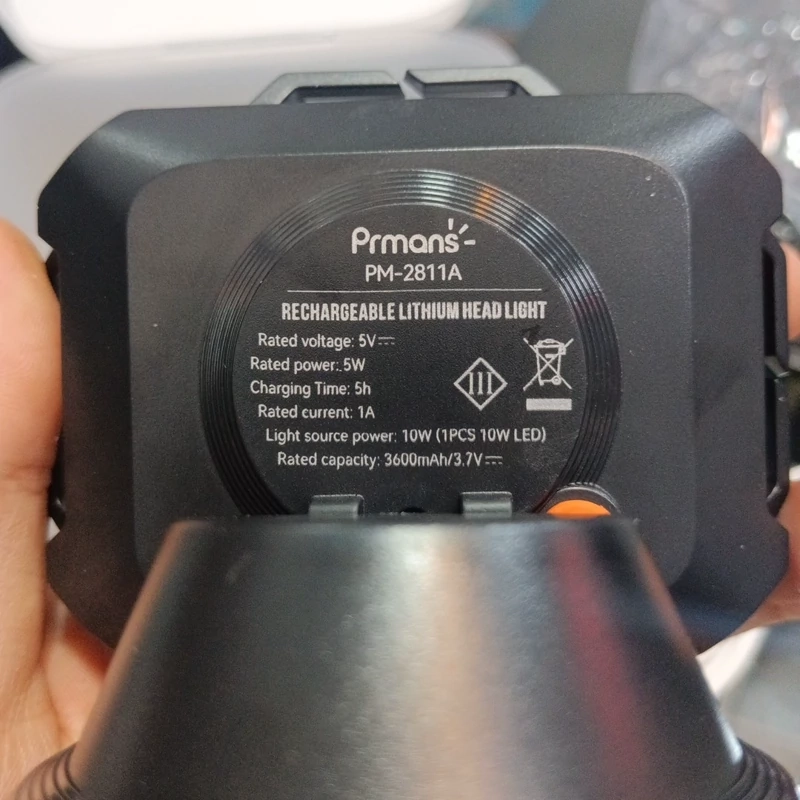 Prmans
PM-2811A
RECHARGEABLE LITHIUM HEAD LIGHT
Rated voltage: 5V⎓
Rated power: 5W
Charging Time: 5h
Rated current: 1A
III
Light source power: 10W (1PCS 10W LED)
Rated capacity: 3600mAh/3.7V⎓